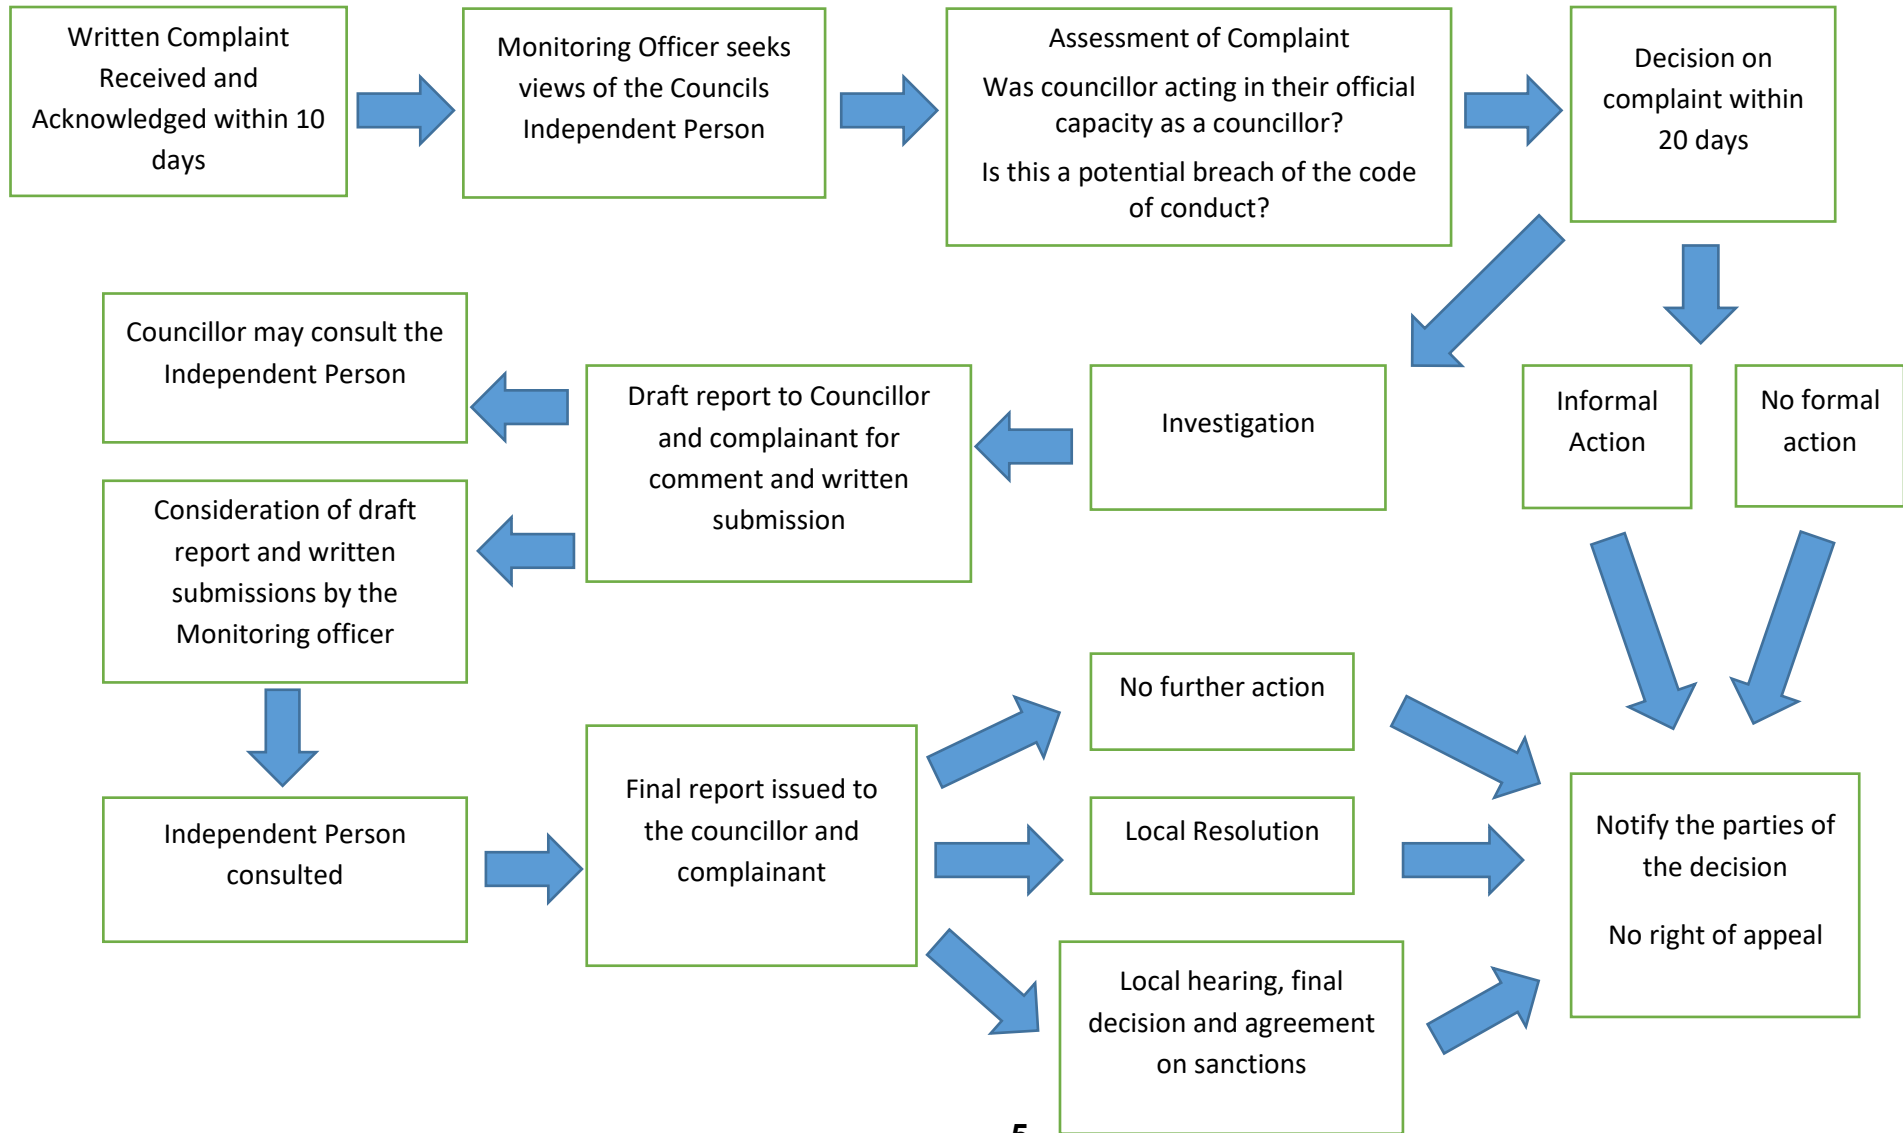 Written Complaint
Received and
Acknowledged within 10
days
Monitoring Officer seeks
views of the Councils
Independent Person
Assessment of Complaint
Was councillor acting in their official
capacity as a councillor?
Is this a potential breach of the code
of conduct?
Decision on
complaint within
20 days
Councillor may consult the
Independent Person
Draft report to Councillor
and complainant for
comment and written
submission
Investigation
Informal
Action
No formal
action
Consideration of draft
report and written
submissions by the
Monitoring officer
Independent Person
consulted
Final report issued to
the councillor and
complainant
No further action
Local Resolution
Local hearing, final
decision and agreement
on sanctions
Notify the parties of
the decision
No right of appeal
5